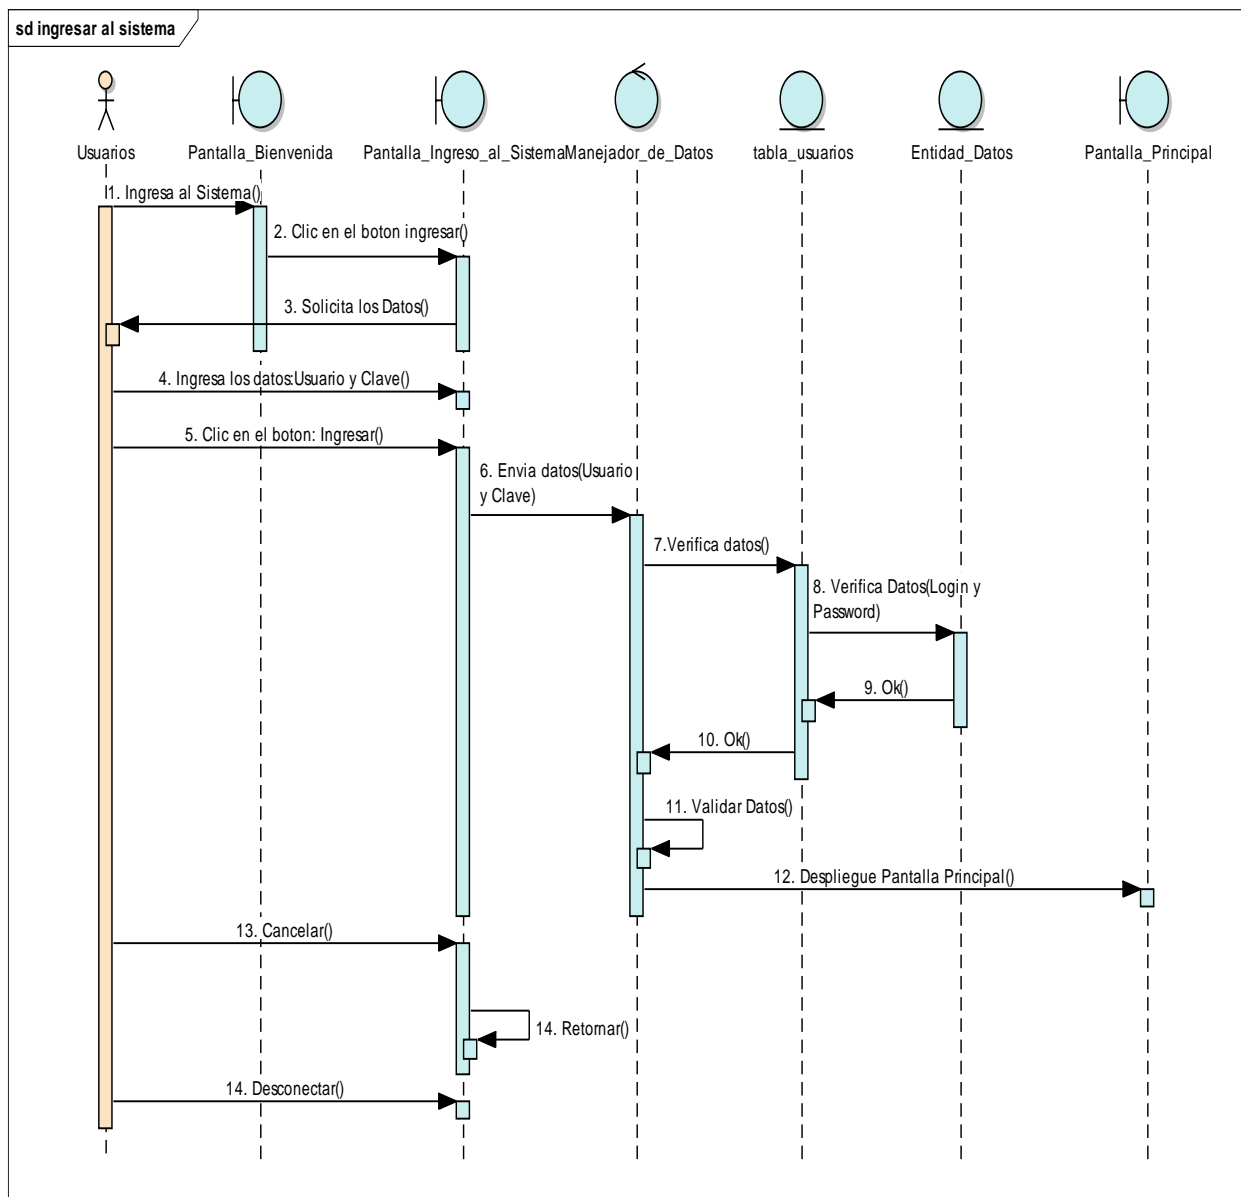 sd ingresar al sistema
Usuarios
Pantalla_Bienvenida
Pantalla_Ingreso_al_Sistema
Manejador_de_Datos
tabla_usuarios
Entidad_Datos
Pantalla_Principal
1. Ingresa al Sistema()
2. Clic en el boton ingresar()
3. Solicita los Datos()
4. Ingresa los datos:Usuario y Clave()
5. Clic en el boton: Ingresar()
6. Envia datos(Usuario
y Clave)
7.Verifica datos()
8. Verifica Datos(Login y
Password)
9. Ok()
10. Ok()
11. Validar Datos()
12. Despliegue Pantalla Principal()
13. Cancelar()
14. Retornar()
14. Desconectar()